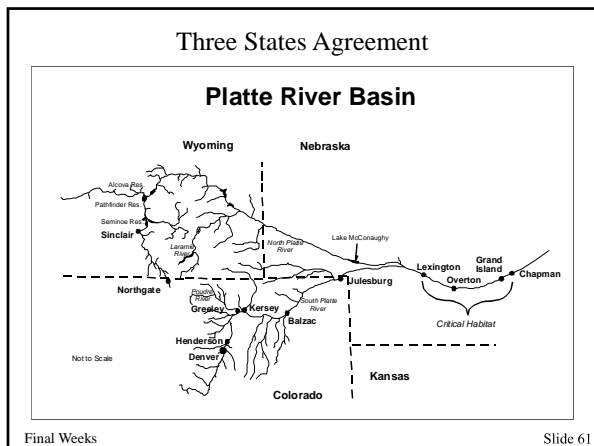 Three States Agreement
Platte River Basin
Wyoming
Nebraska
Alcova Res.
Pathfinder Res.
Seminoe Res.
Sinclair
Laramie
River
North Platte
River
Lake McConaughy
Lexington
Overton
Grand
Island
Chapman
Northgate
Julesburg
Poudre
River
South Platte
River
Greeley
Kersey
Balzac
Critical Habitat
Henderson
Denver
Not to Scale
Kansas
Colorado
Final Weeks
Slide 61